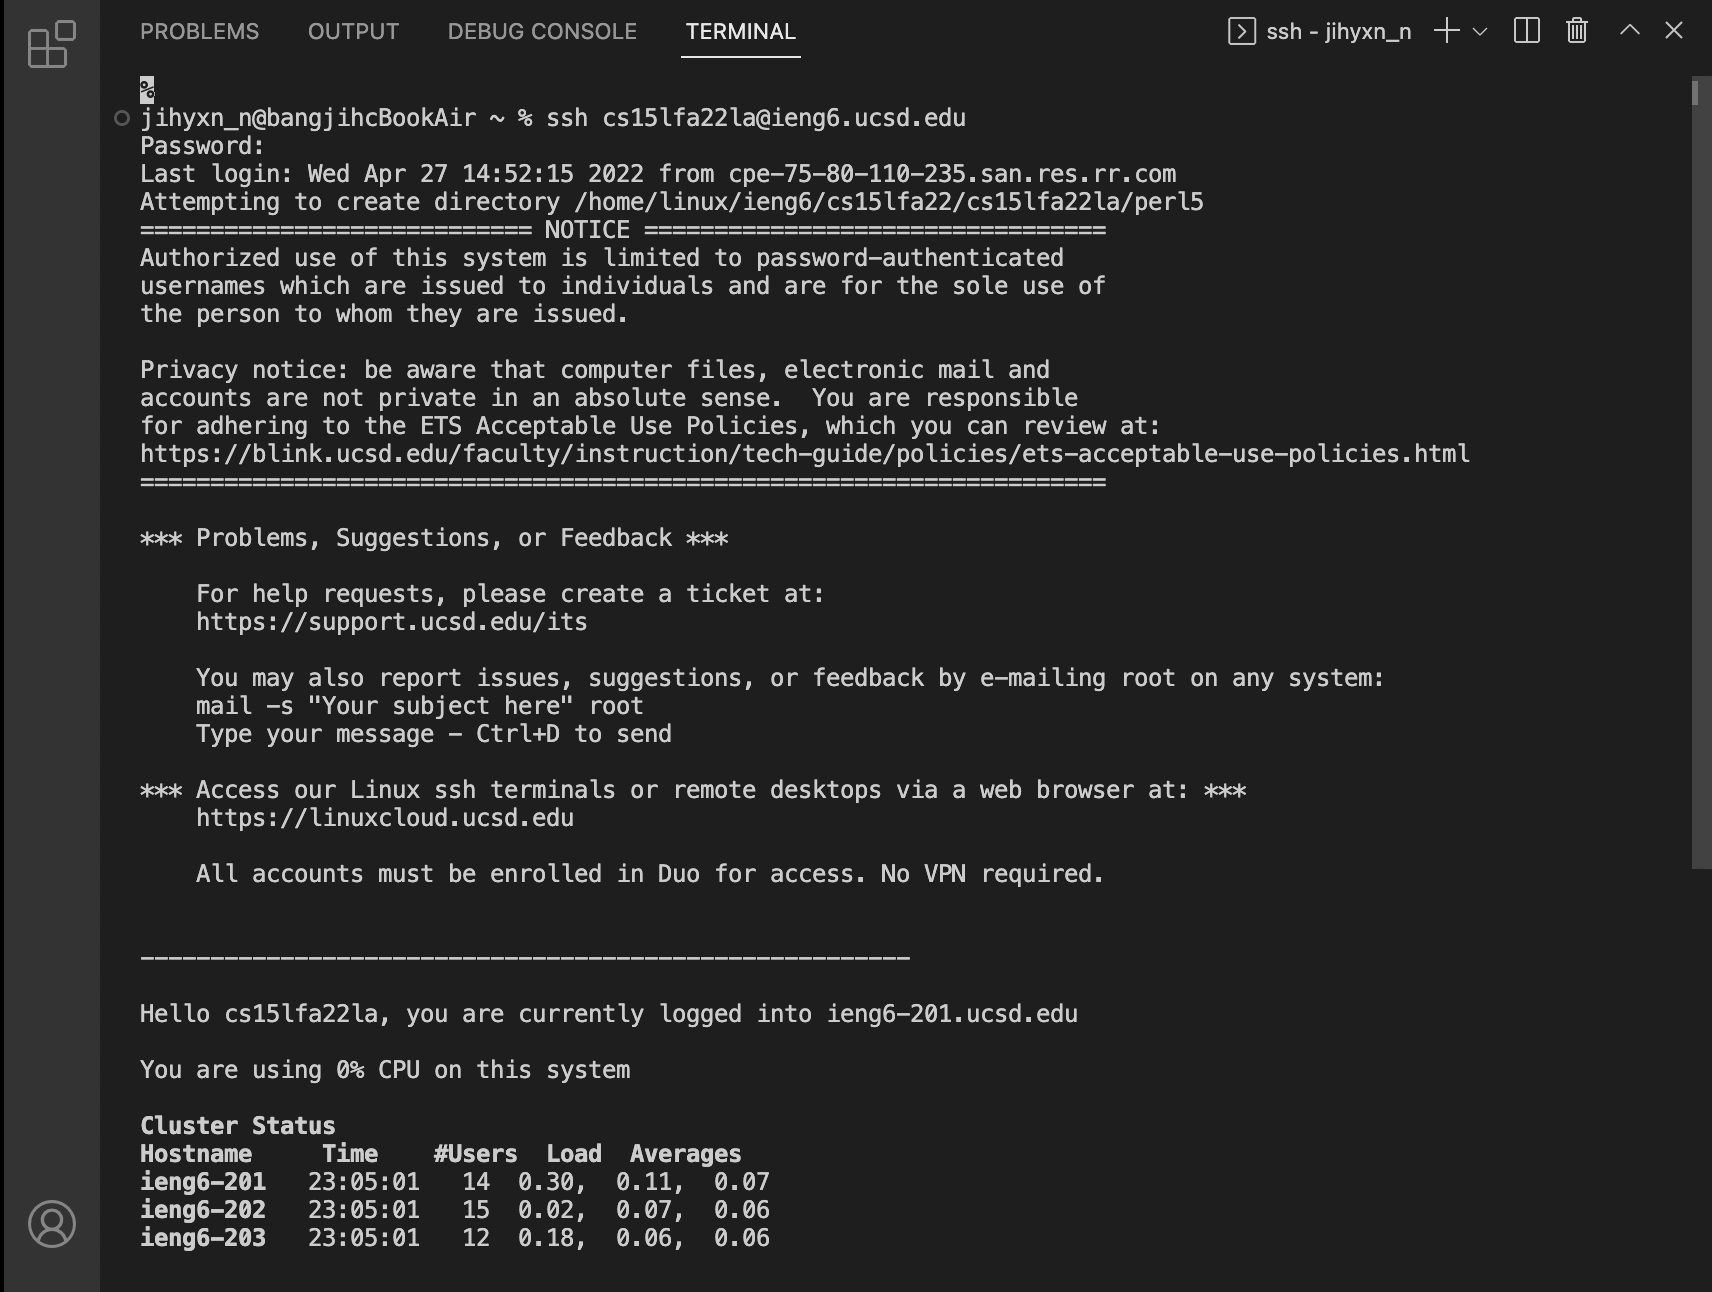 PROBLEMS OUTPUT DEBUG CONSOLE TERMINAL ssh - jihyxn_n
%
jihyxn_n@bangjihcBookAir ~ % ssh cs15lfa22la@ieng6.ucsd.edu
Password:
Last login: Wed Apr 27 14:52:15 2022 from cpe-75-80-110-235.san.res.rr.com
Attempting to create directory /home/linux/ieng6/cs15lfa22/cs15lfa22la/perl5
============================ NOTICE =================================
Authorized use of this system is limited to password-authenticated
usernames which are issued to individuals and are for the sole use of
the person to whom they are issued.

Privacy notice: be aware that computer files, electronic mail and
accounts are not private in an absolute sense.  You are responsible
for adhering to the ETS Acceptable Use Policies, which you can review at:
https://blink.ucsd.edu/faculty/instruction/tech-guide/policies/ets-acceptable-use-policies.html
=====================================================================

*** Problems, Suggestions, or Feedback ***

    For help requests, please create a ticket at:
    https://support.ucsd.edu/its

    You may also report issues, suggestions, or feedback by e-mailing root on any system:
    mail -s "Your subject here" root
    Type your message - Ctrl+D to send

*** Access our Linux ssh terminals or remote desktops via a web browser at: ***
    https://linuxcloud.ucsd.edu

    All accounts must be enrolled in Duo for access. No VPN required.

-------------------------------------------------------

Hello cs15lfa22la, you are currently logged into ieng6-201.ucsd.edu

You are using 0% CPU on this system

Cluster Status
Hostname     Time    #Users  Load  Averages
ieng6-201   23:05:01   14  0.30,  0.11,  0.07
ieng6-202   23:05:01   15  0.02,  0.07,  0.06
ieng6-203   23:05:01   12  0.18,  0.06,  0.06